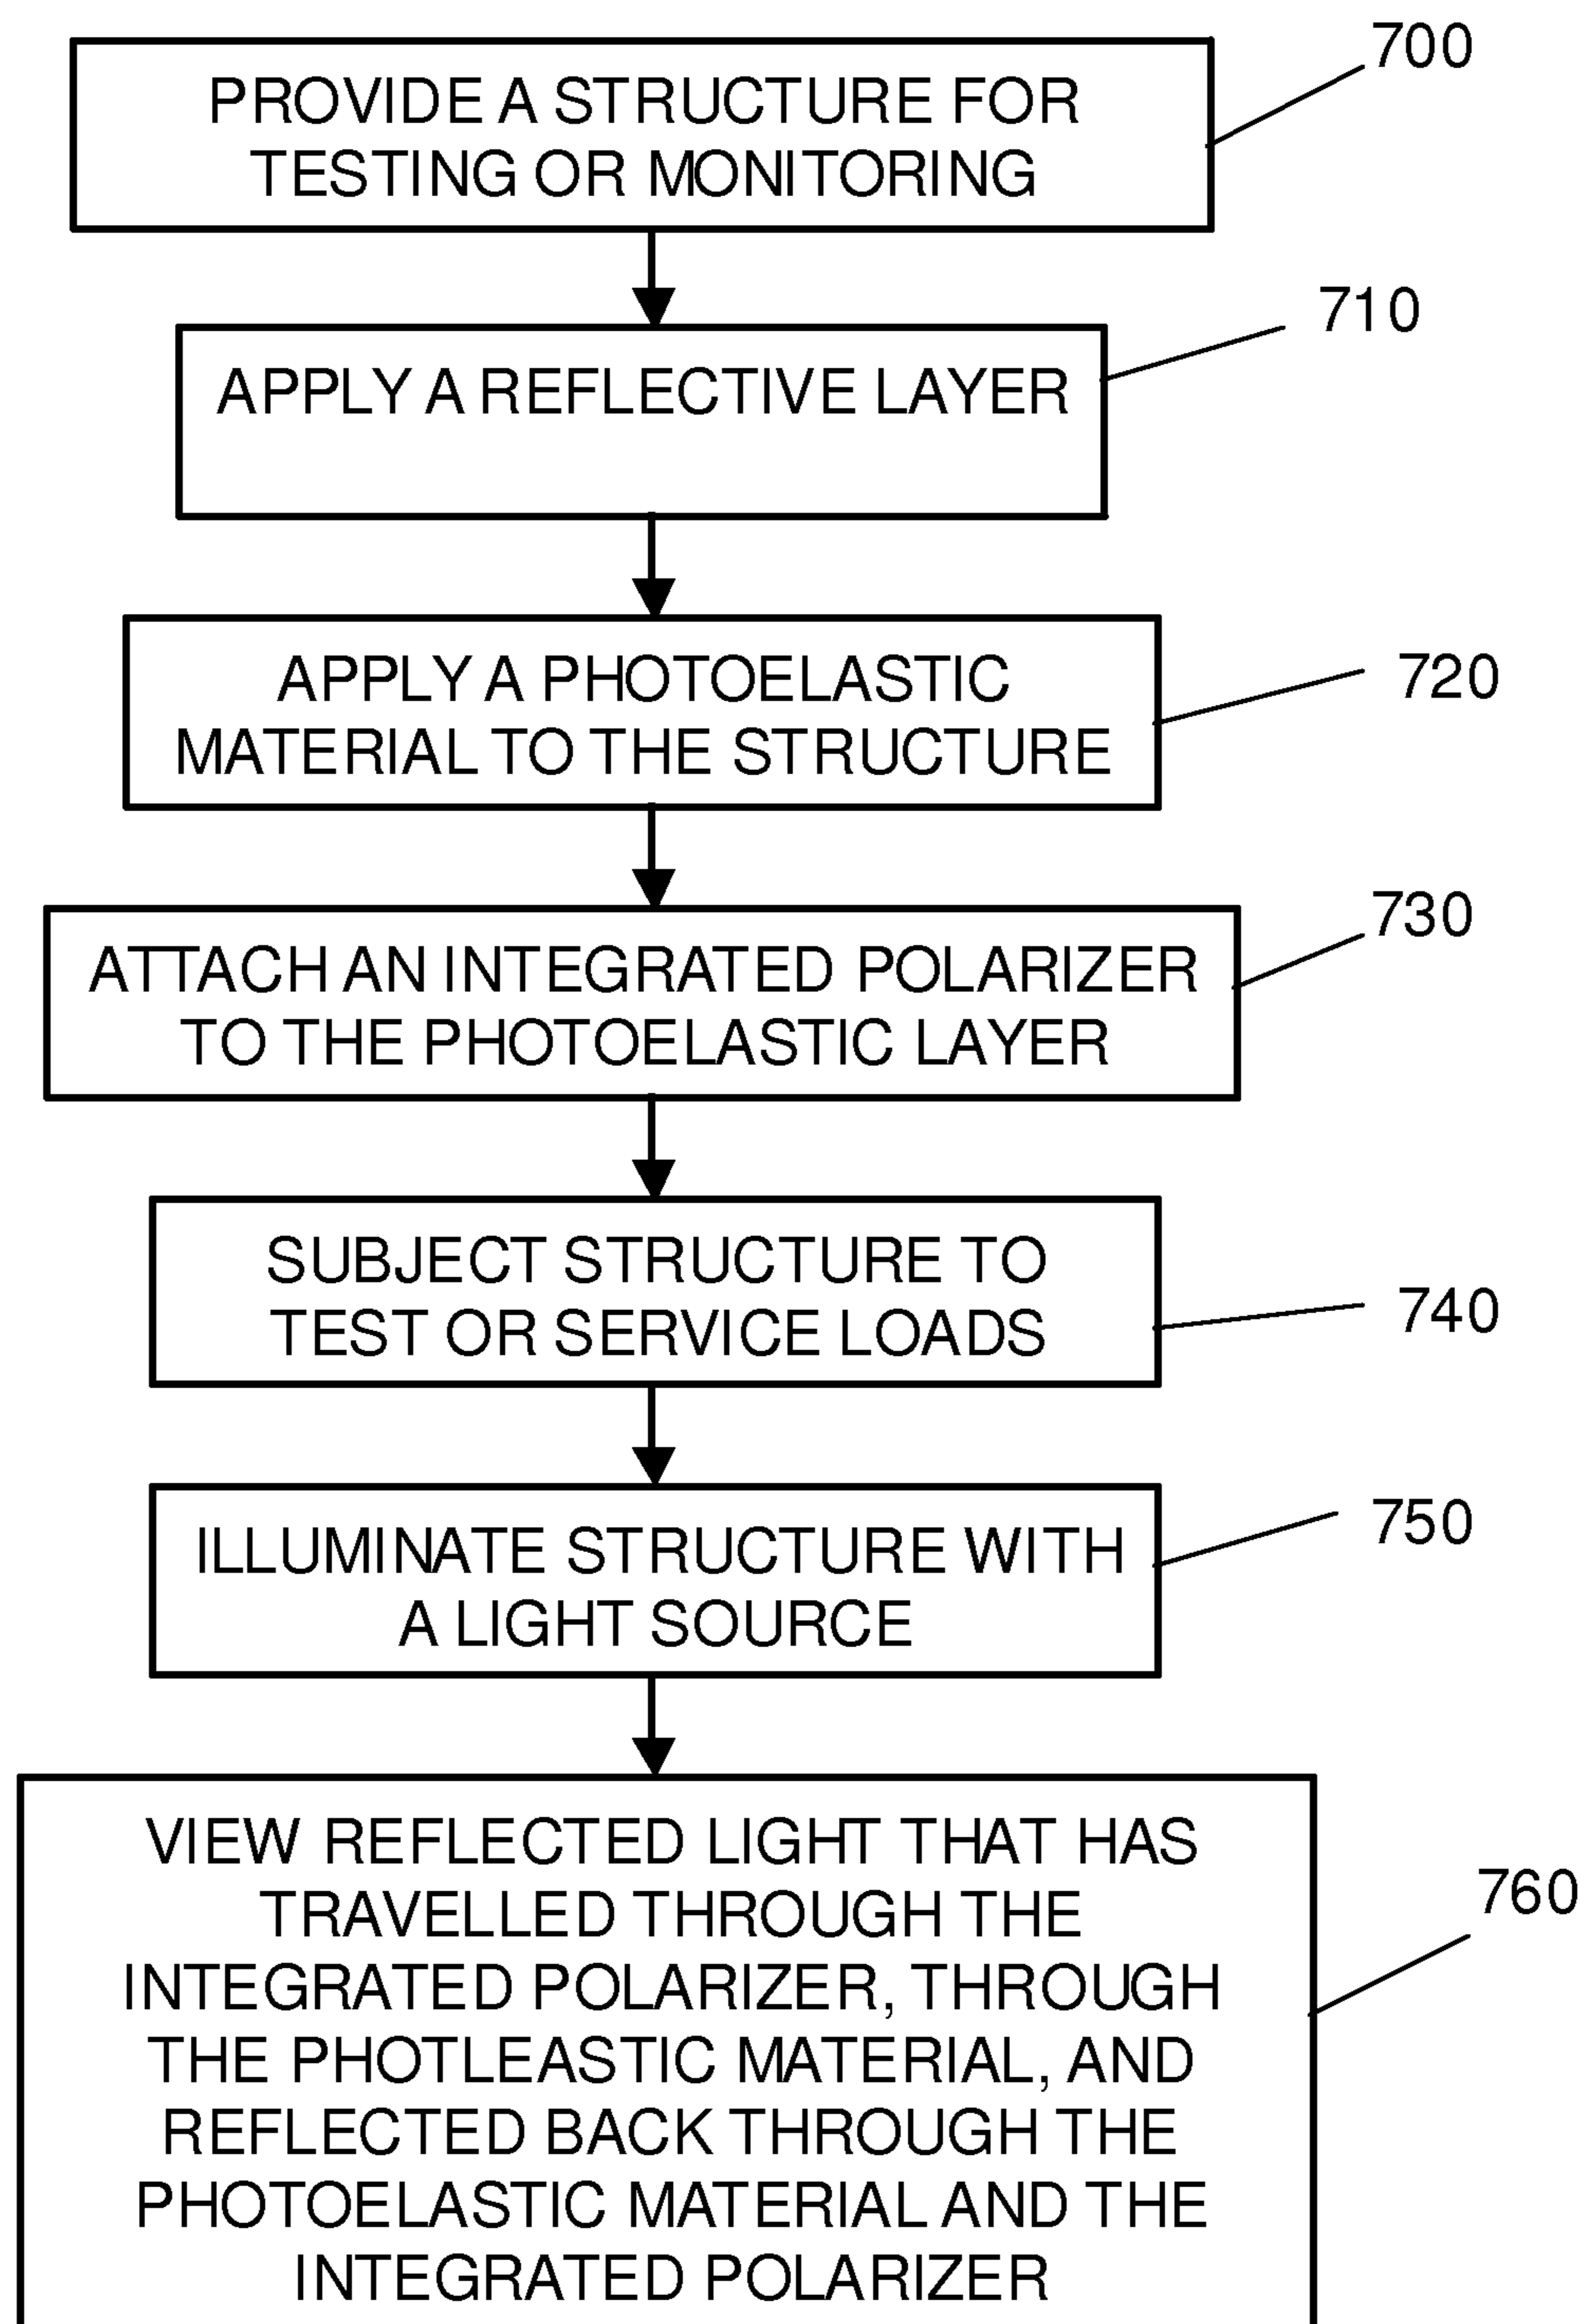 700
PROVIDE A STRUCTURE FOR
TESTING OR MONITORING
710
APPLY A REFLECTIVE LAYER
720
APPLY A PHOTOELASTIC
MATERIAL TO THE STRUCTURE
730
ATTACH AN INTEGRATED POLARIZER
TO THE PHOTOELASTIC LAYER
SUBJECT STRUCTURE TO
TEST OR SERVICE LOADS
740
750
ILLUMINATE STRUCTURE WITH
A LIGHT SOURCE
VIEW REFLECTED LIGHT THAT HAS
TRAVELLED THROUGH THE
760
INTEGRATED POLARIZER, THROUGH
THE PHOTLEASTIC MATERIAL, AND
REFLECTED BACK THROUGH THE
PHOTOELASTIC MATERIAL AND THE
INTEGRATED POLARIZER